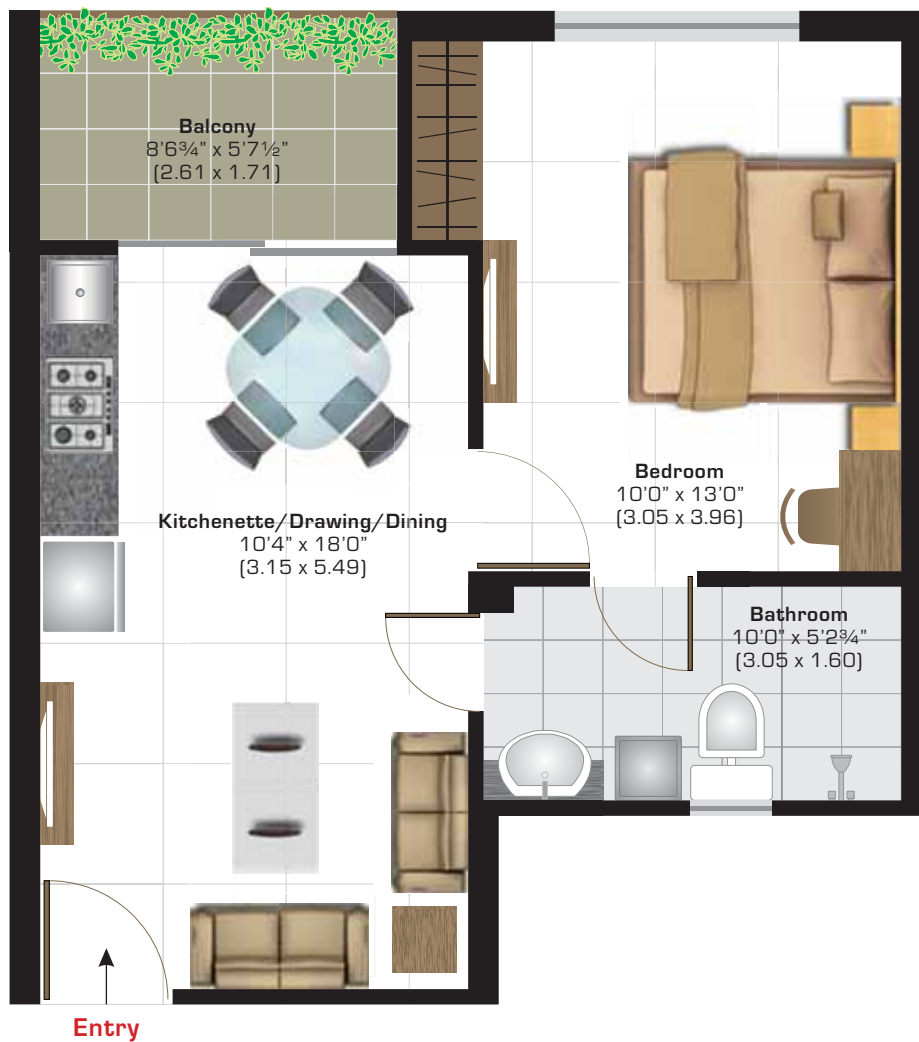 Balcony
8'6¾" x 5'7½"
(2.61 x 1.71)
Bedroom
10'0" x 13'0"
(3.05 x 3.96)
Kitchenette/Drawing/Dining
10'4" x 18'0"
(3.15 x 5.49)
Bathroom
10'0" x 5'2¾"
(3.05 x 1.60)
Entry